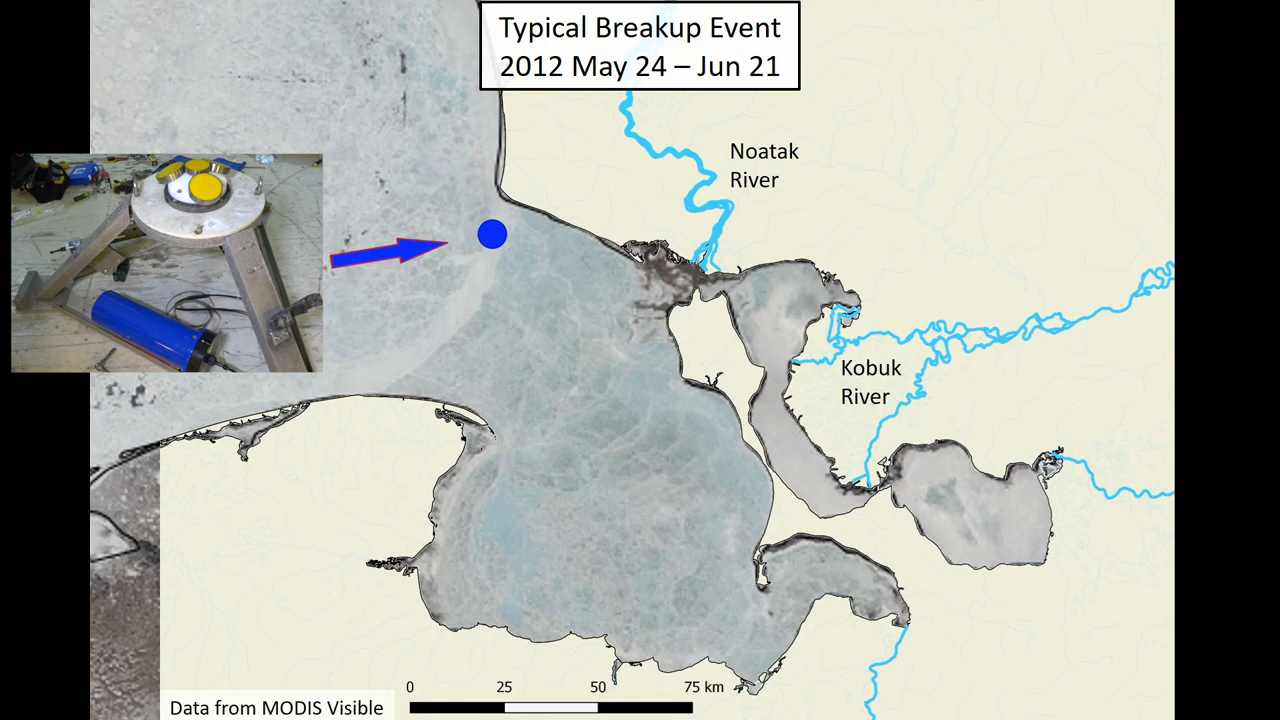 Typical Breakup Event
2012 May 24 – Jun 21
Noatak
River
Kobuk
River
0 25 50 75 km
Data from MODIS Visible